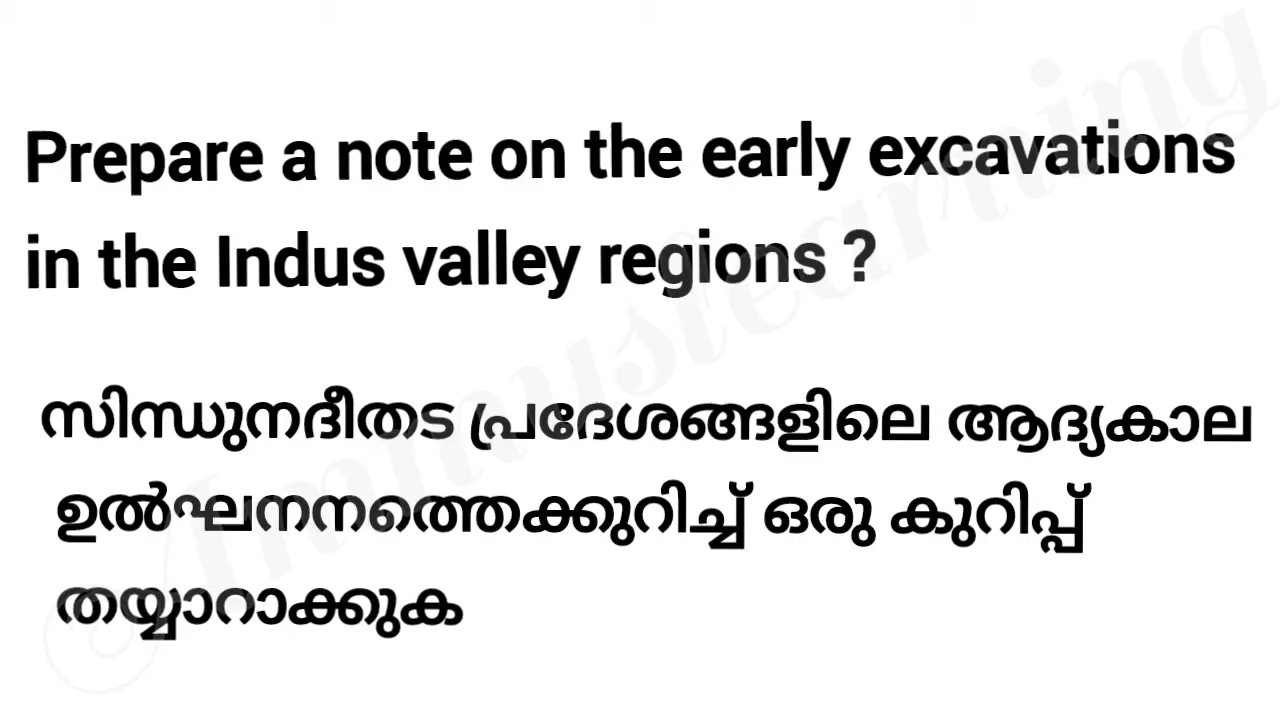 Prepare a note on the early excavations
in the Indus valley regions ?
സിന്ധുനദീതട പ്രദേശങ്ങളിലെ ആദ്യകാല
ഉൽഘനനത്തെക്കുറിച്ച് ഒരു കുറിപ്പ്
തയ്യാറാക്കുക